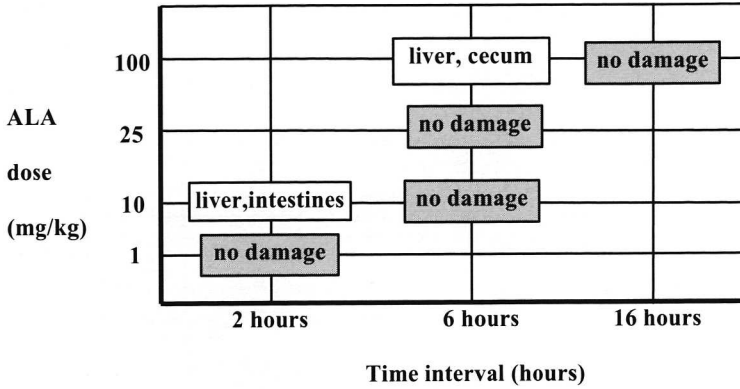 100
liver, cecum
no damage
ALA
25
no damage
dose
10
liver,intestines
no damage
(mg/kg)
1
no damage
2 hours
6 hours
16 hours
Time interval (hours)